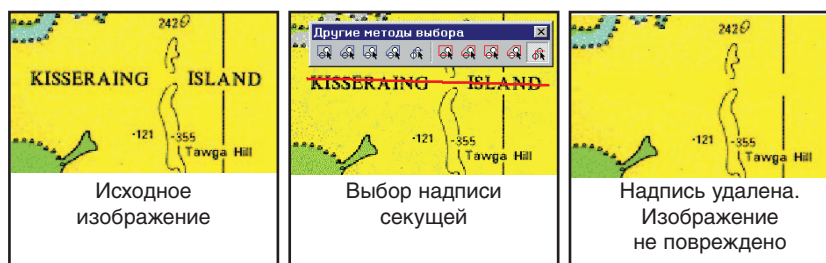 242
KISSERAING ISLAND
-121
-355
Tawga Hill
Исходное
изображение
Другие методы выбора
KISSERAING ISLAND
-121
-355
Tawga Hill
Выбор надписи
секущей
242
-121
-355
Tawga Hill
Надпись удалена.
Изображение
не повреждено